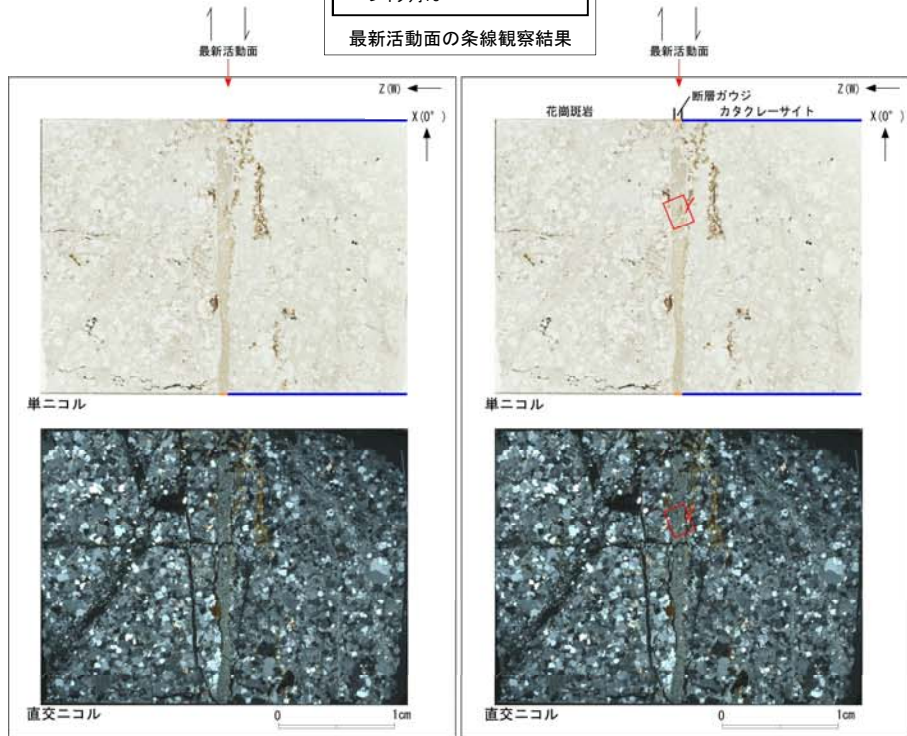 最新活動面の条線観察結果
最新活動面
Z(W)
X(0°)
単ニコル
直交ニコル
0 1cm
最新活動面
Z(W)
花崗斑岩
断層ガウジ
カタクレーサイト
X(0°)
単ニコル
直交ニコル
0 1cm